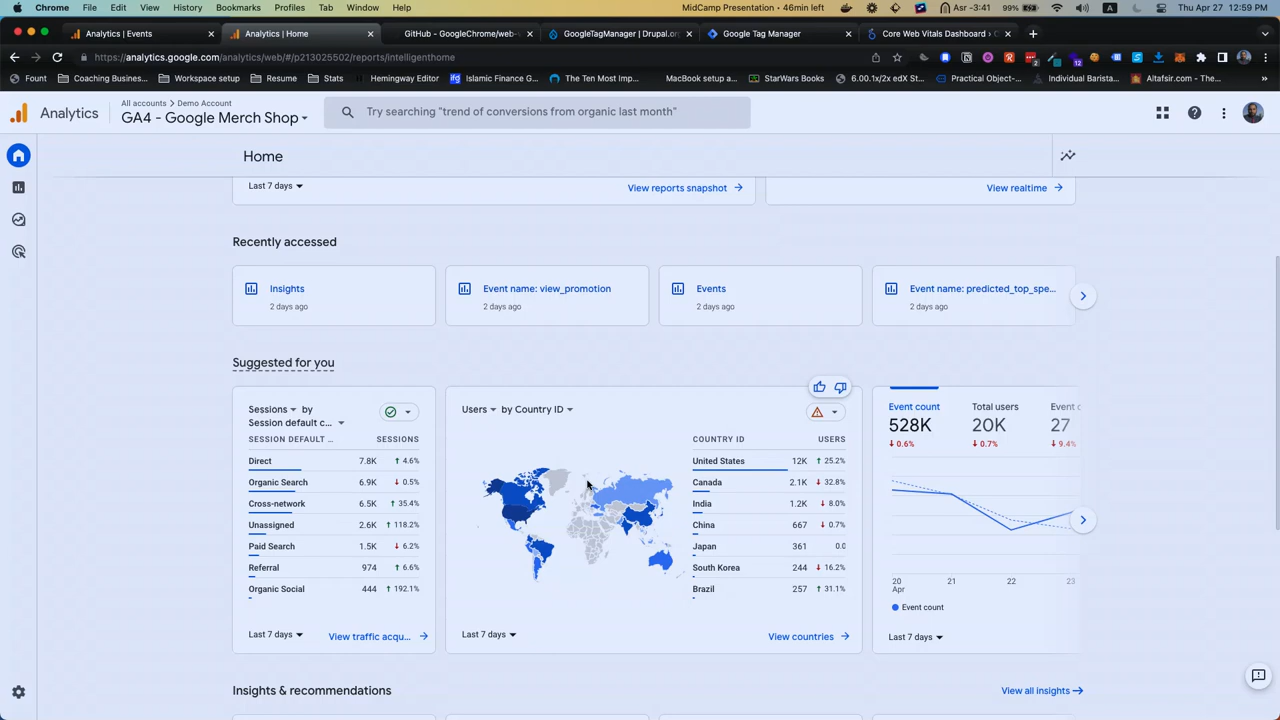 Chrome File Edit View History Bookmarks Profiles Tab Window Help MidCamp Presentation • 46min left Asr -3:41 99% A Thu Apr 27 12:59 PM
Analytics | Events × Analytics | Home × GitHub - GoogleChrome/web-v × GoogleTagManager | Drupal.org × Google Tag Manager × Core Web Vitals Dashboard › C ×
https://analytics.google.com/analytics/web/#/p213025502/reports/intelligenthome
Fount Coaching Business... Workspace setup Resume Stats Hemingway Editor Islamic Finance G... The Ten Most Imp... MacBook setup a... StarWars Books 6.00.1x/2x edX St... Practical Object-... Individual Barista... Altafsir.com - The... »
Analytics
All accounts > Demo Account
GA4 - Google Merch Shop
Try searching "trend of conversions from organic last month"
Home
Last 7 days View reports snapshot View realtime
Recently accessed
Insights
2 days ago
Event name: view_promotion
2 days ago
Events
2 days ago
Event name: predicted_top_spe...
2 days ago
Suggested for you
Sessions by
Session default c...
SESSION DEFAULT ... SESSIONS
Direct 7.8K ↑ 4.6%
Organic Search 6.9K ↓ 0.5%
Cross-network 6.5K ↑ 35.4%
Unassigned 2.6K ↑ 118.2%
Paid Search 1.5K ↓ 6.2%
Referral 974 ↑ 6.6%
Organic Social 444 ↑ 192.1%
Last 7 days View traffic acqu...
Users by Country ID
COUNTRY ID USERS
United States 12K ↑ 25.2%
Canada 2.1K ↓ 32.8%
India 1.2K ↓ 8.0%
China 667 ↓ 0.7%
Japan 361 0.0
South Korea 244 ↓ 16.2%
Brazil 257 ↑ 31.1%
Last 7 days View countries
Event count Total users Event c
528K 20K 27
↓ 0.6% ↓ 0.7% ↓ 9.4%
20 21 22 23
Apr
Event count
Last 7 days
Insights & recommendations View all insights